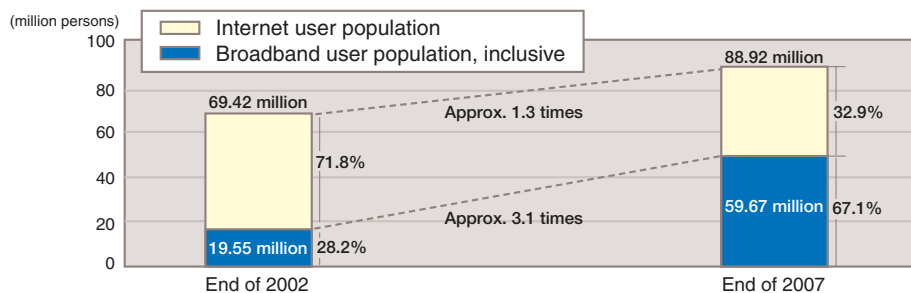 (million persons)
Internet user population
Broadband user population, inclusive
100
80
60
40
20
0
69.42 million
71.8%
19.55 million
28.2%
Approx. 1.3 times
Approx. 3.1 times
88.92 million
32.9%
59.67 million
67.1%
End of 2002
End of 2007